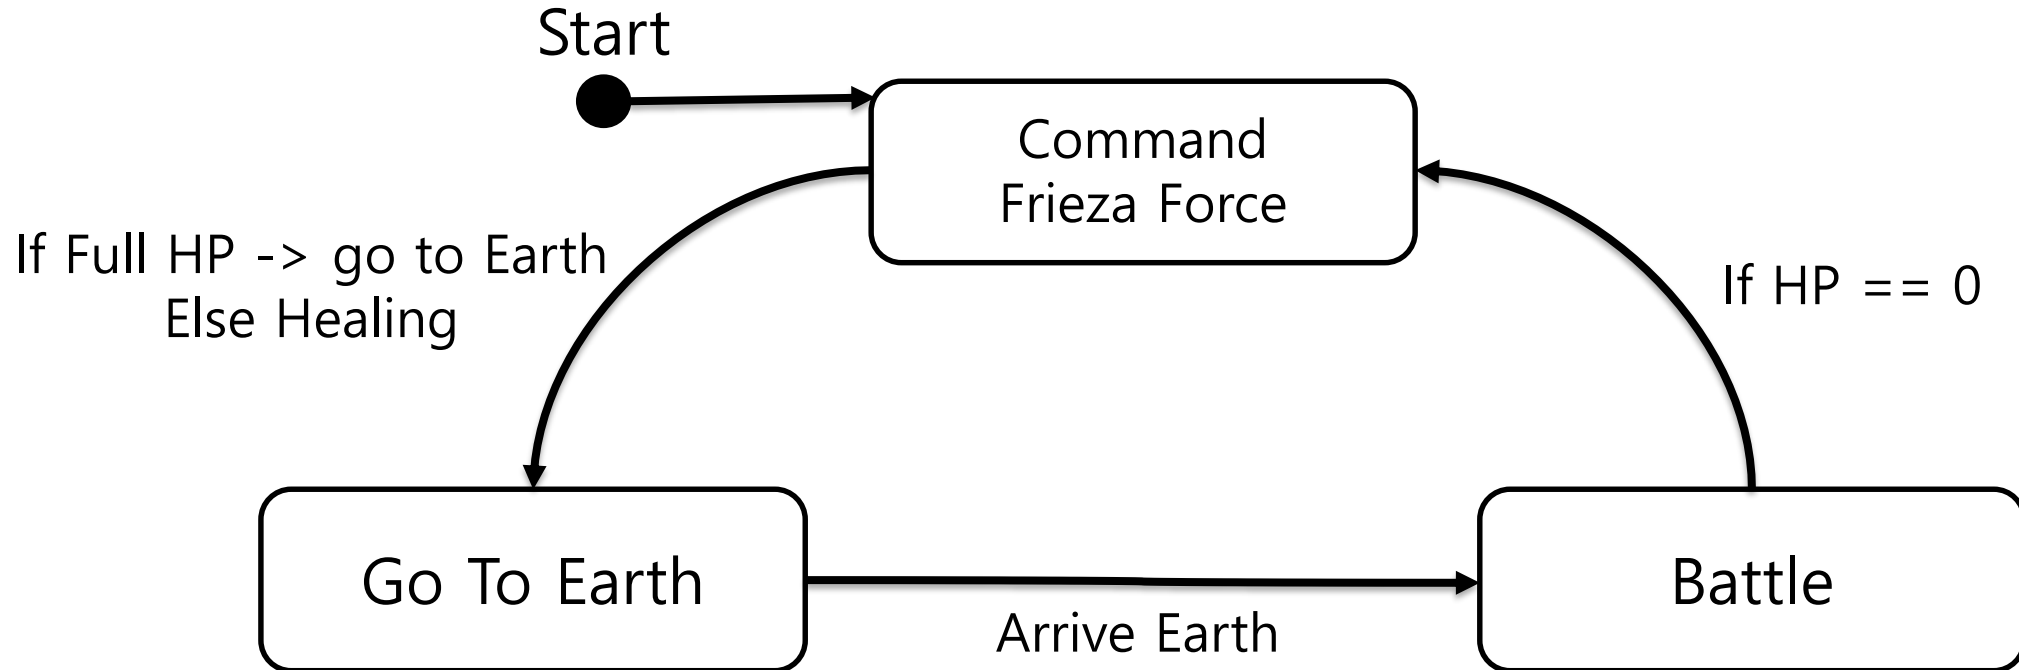 Start
Command
Frieza Force
If Full HP -> go to Earth
Else Healing
If HP == 0
Go To Earth
Arrive Earth
Battle